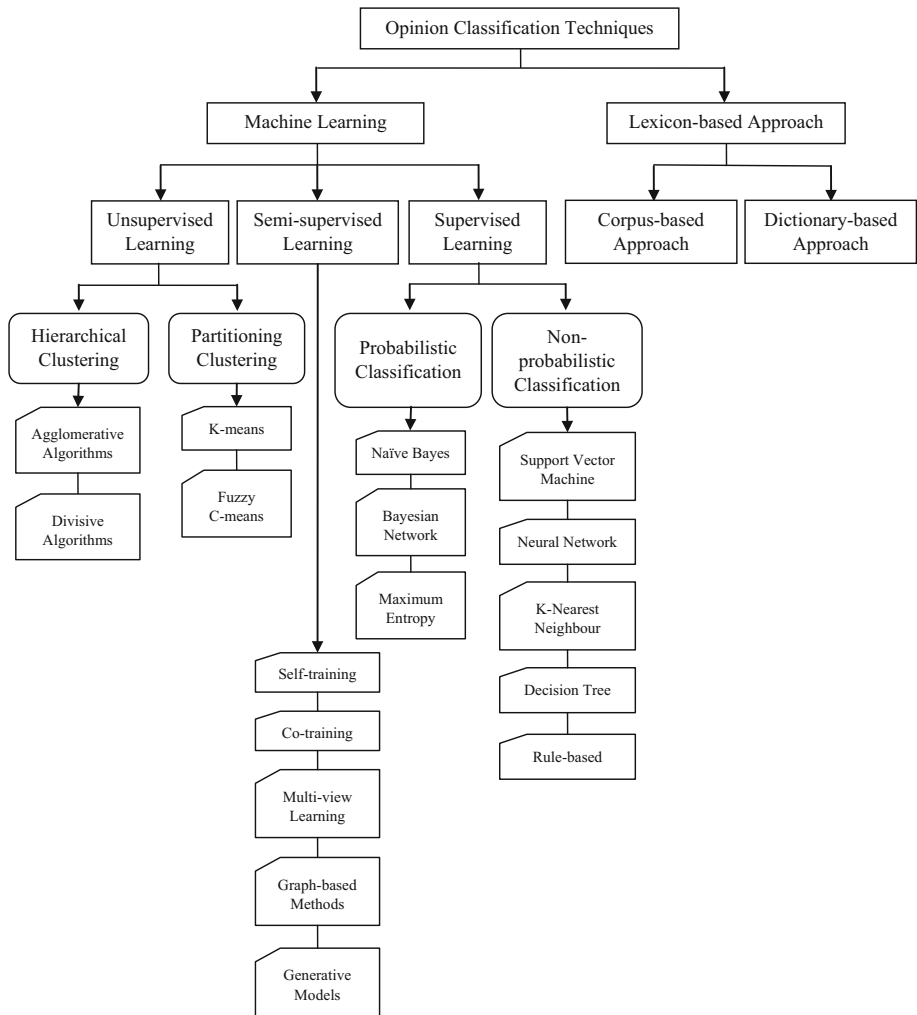 Opinion Classification Techniques
Machine Learning
Lexicon-based Approach
Unsupervised
Learning
Semi-supervised
Learning
Supervised
Learning
Corpus-based
Approach
Dictionary-based
Approach
Hierarchical
Clustering
Partitioning
Clustering
Probabilistic
Classification
Non-
probabilistic
Classification
Agglomerative
Algorithms
Divisive
Algorithms
K-means
Fuzzy
C-means
Naïve Bayes
Bayesian
Network
Maximum
Entropy
Support Vector
Machine
Neural Network
K-Nearest
Neighbour
Decision Tree
Rule-based
Self-training
Co-training
Multi-view
Learning
Graph-based
Methods
Generative
Models